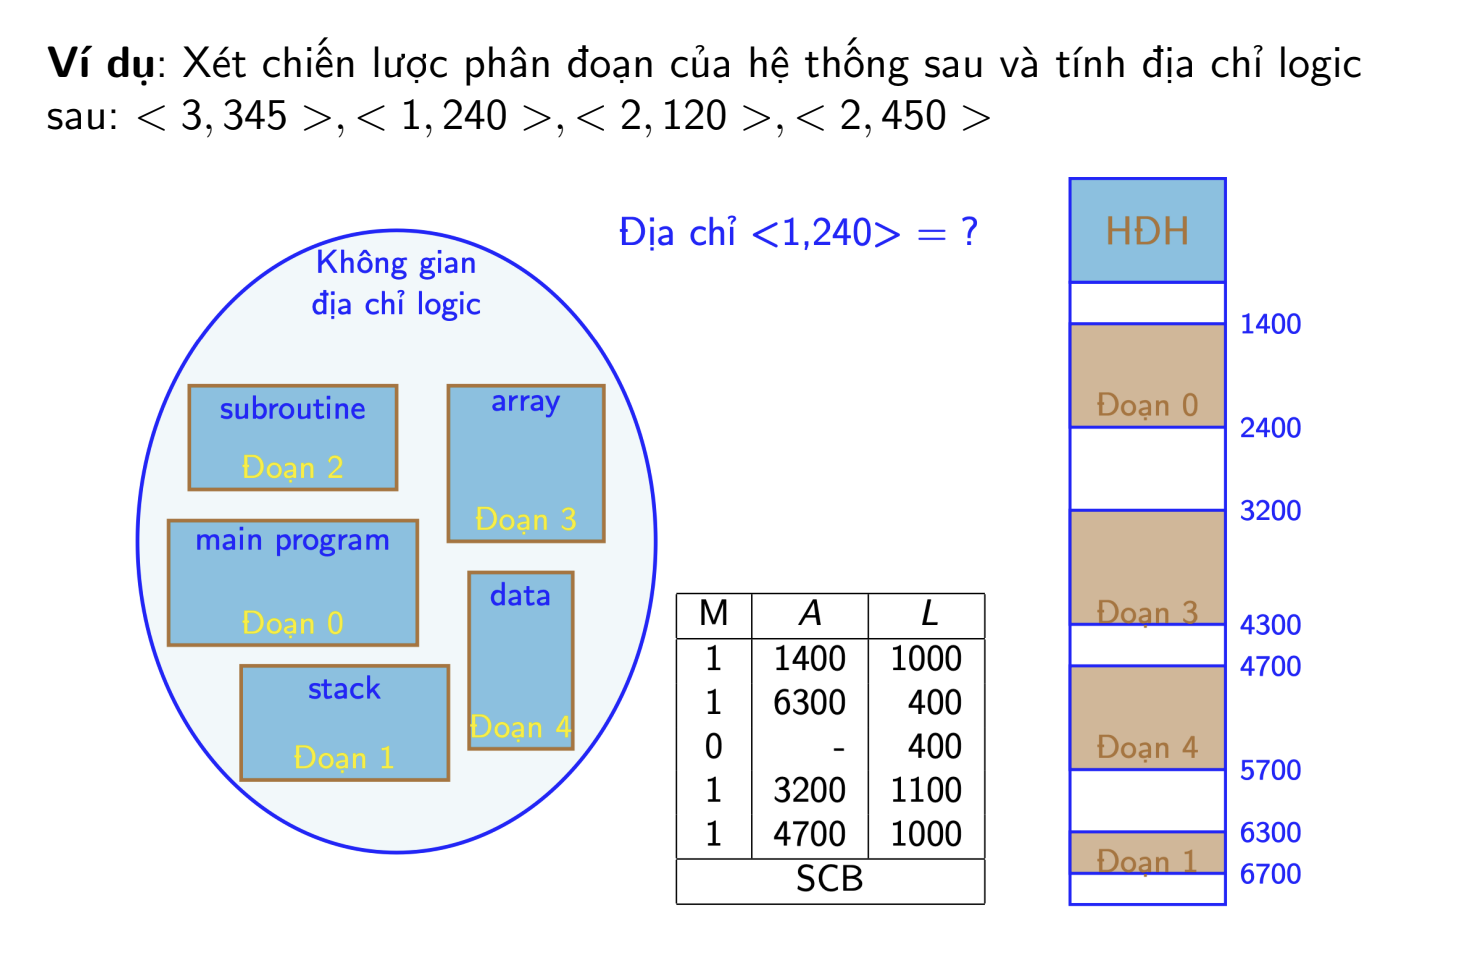 Ví dụ: Xét chiến lược phân đoạn của hệ thống sau và tính địa chỉ logic
sau: < 3, 345 >, < 1, 240 >, < 2, 120 >, < 2, 450 >
Địa chỉ <1,240> = ?
Không gian
địa chỉ logic
subroutine
Đoạn 2
array
Đoạn 3
main program
Đoạn 0
data
Đoạn 4
stack
Đoạn 1
M A L
1 1400 1000
1 6300 400
0 - 400
1 3200 1100
1 4700 1000
SCB
HĐH
1400
Đoạn 0
2400
3200
Đoạn 3
4300
4700
Đoạn 4
5700
6300
Đoạn 1
6700